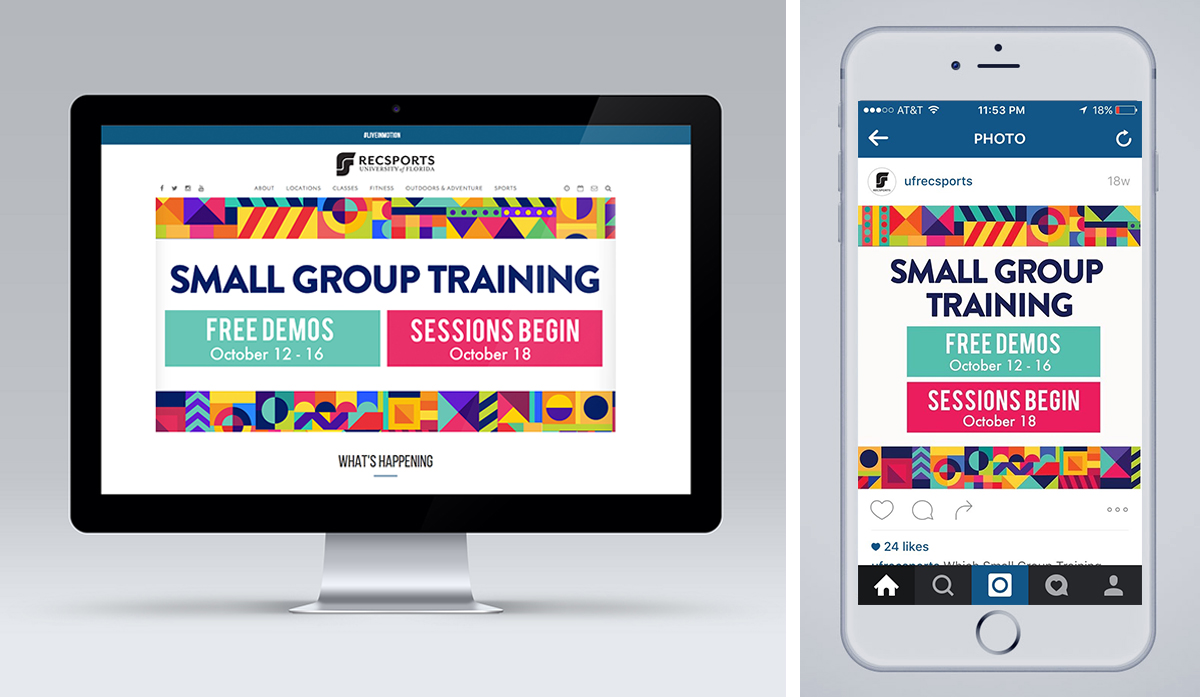 #LIVEINMOTION
RECSPORTS
UNIVERSITY of FLORIDA
ABOUT LOCATIONS CLASSES FITNESS OUTDOORS & ADVENTURE SPORTS
SMALL GROUP TRAINING
FREE DEMOS
October 12 - 16
SESSIONS BEGIN
October 18
WHAT'S HAPPENING
AT&T 11:53 PM 18%
PHOTO
ufrecsports 18w
SMALL GROUP
TRAINING
FREE DEMOS
October 12 - 16
SESSIONS BEGIN
October 18
24 likes
ufrecsports Which Small Group Training